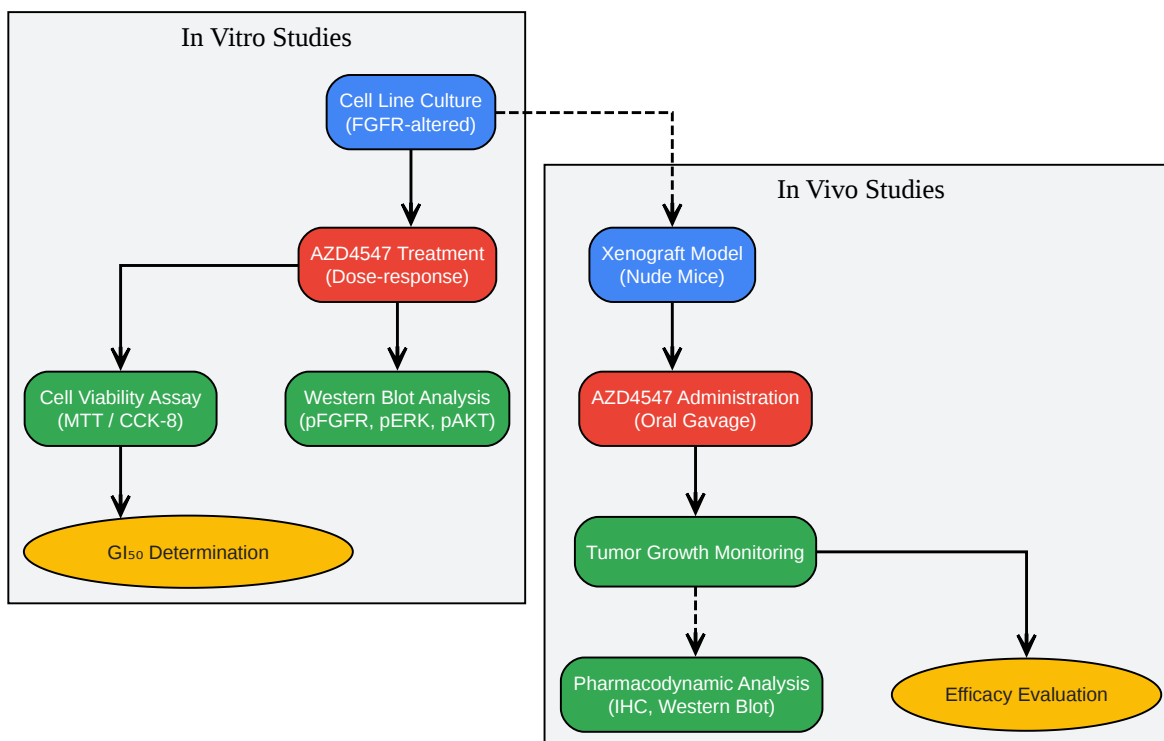 In Vitro Studies
Cell Line Culture
(FGFR-altered)
AZD4547 Treatment
(Dose-response)
Cell Viability Assay
(MTT / CCK-8)
Western Blot Analysis
(pFGFR, pERK, pAKT)
GI₅₀ Determination
In Vivo Studies
Xenograft Model
(Nude Mice)
AZD4547 Administration
(Oral Gavage)
Tumor Growth Monitoring
Pharmacodynamic Analysis
(IHC, Western Blot)
Efficacy Evaluation